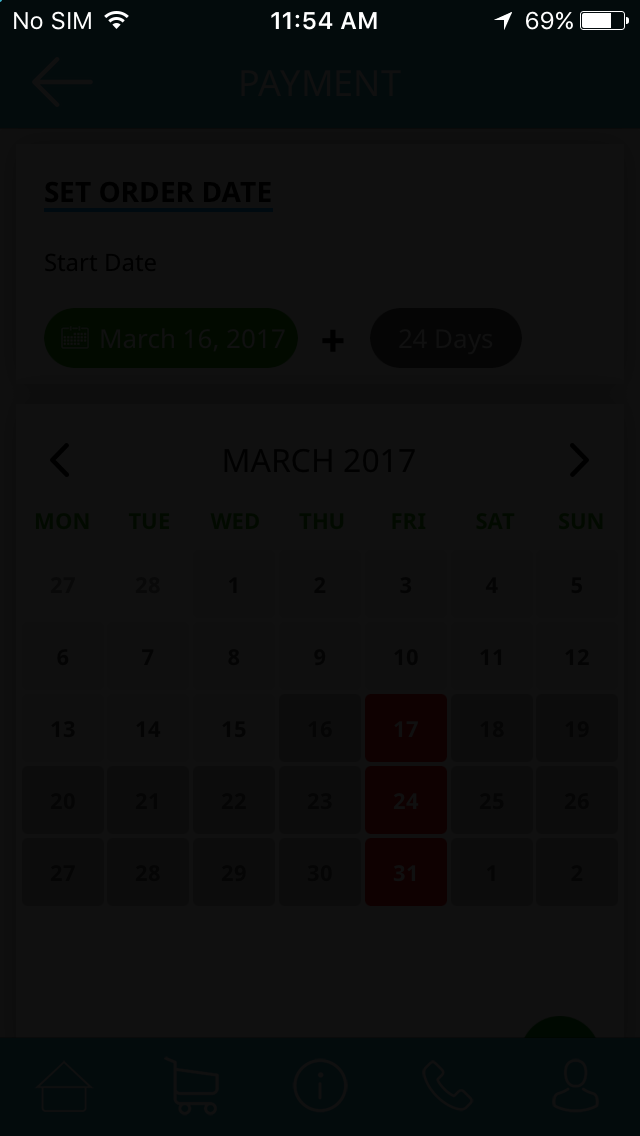 No SIM 11:54 AM 69%
PAYMENT
SET ORDER DATE
Start Date
March 16, 2017 + 24 Days
MARCH 2017
MON TUE WED THU FRI SAT SUN
27 28 1 2 3 4 5
6 7 8 9 10 11 12
13 14 15 16 17 18 19
20 21 22 23 24 25 26
27 28 29 30 31 1 2